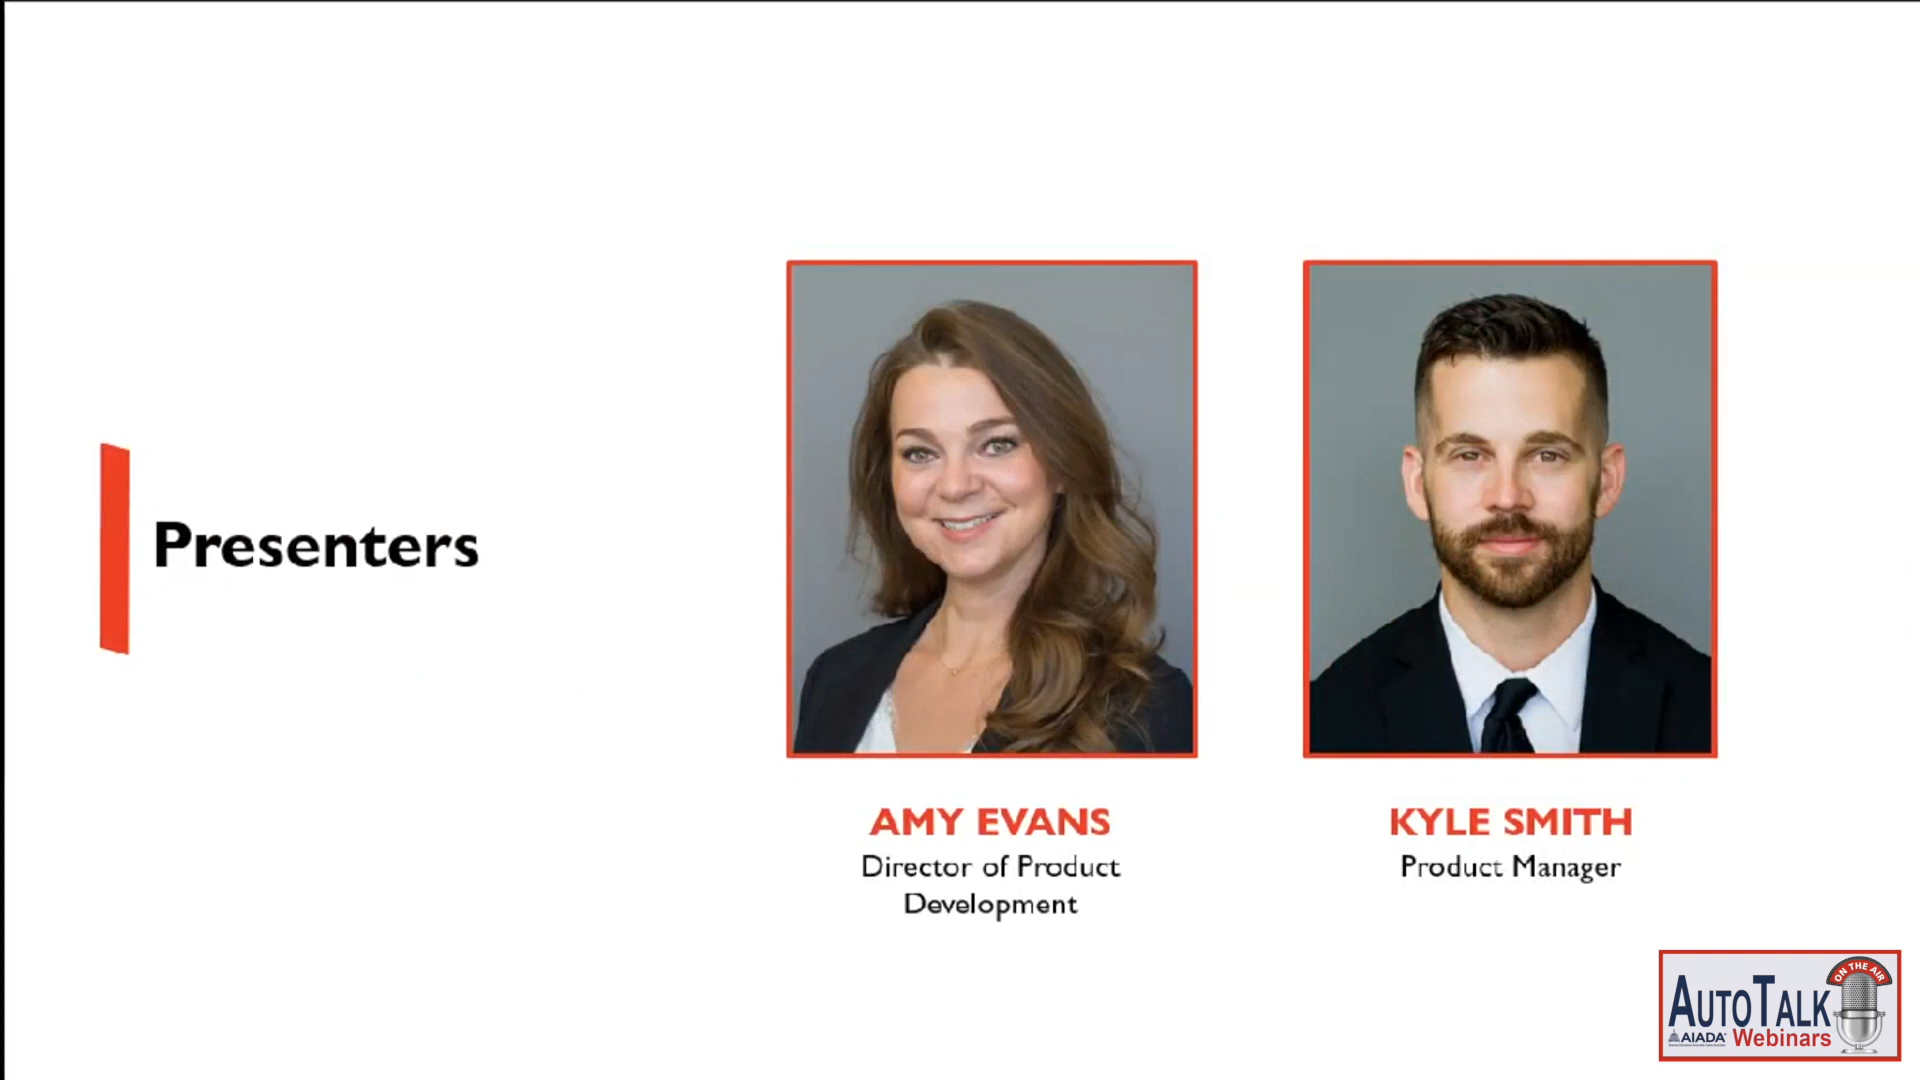 Presenters
AMY EVANS
Director of Product
Development
KYLE SMITH
Product Manager
ON THE AIR
AUTOTALK
AIADA
Webinars